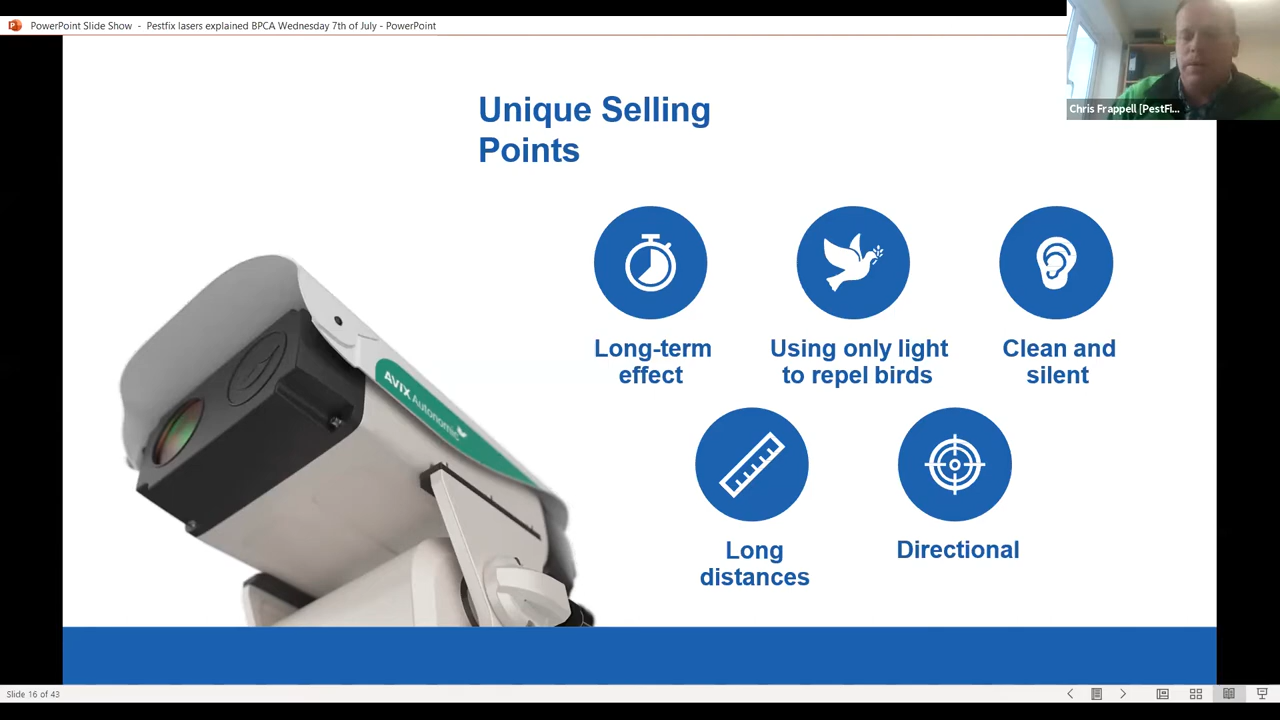 PowerPoint Slide Show - Pestfix lasers explained BPCA Wednesday 7th of July - PowerPoint
Chris Frappell [PestFi...
Unique Selling
Points
Long-term
effect
Using only light
to repel birds
Clean and
silent
AVIX Autonomic
Long
distances
Directional
Slide 16 of 43